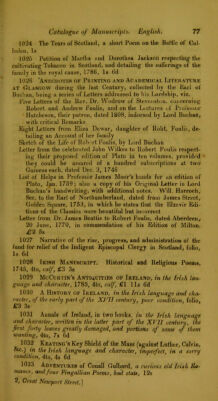 Catalogue of Manuscripts. English. 77
1024 The Tears of Scotland, a short Poem on the Battle of Cul-
loden. 1s
1025 Petition of Martha and Dorothea Jackson respecting the
cultivating Tobacco in Scotland, and detailing the sufferings of the
family in the royal cause, 1786, 1s 6d
1026 ANECDOTES OF PAINTING AND ACADEMICAL LITERATURE
AT GLASGOW during the last Century, collected by the Earl of
Buchan, being a series of Letters addressed to his Lordship, viz.
Five Letters of the Rev. Dr. Wodrow of Stevenston, concerning
Robert and Andrew Foulis, and on the Lectures of Professor
Hutcheson, their patron, dated 1808, indorsed by Lord Buchan,
with critical Remarks
Eight Letters from Eliza Dewar, daughter of Robt. Foulis, de-
tailing an Account of her family
Sketch of the Life of Robert Foulis, by Lord Buchan
Letter from the celebrated John Wilkes to Robert Foulis respect-
ing their proposed edition of Plato in two volumes, provided
they could be assured of a hundred subscriptions at two
Guineas each, dated Dec. 3, 1746
List of Helps in Professor James Moor's hands for an edition of
Plato, Jan. 1759; also a copy of his Original Letter in Lord
Buchan's handwriting, with additional notes. Will. Herrech,
Sec. to the Earl of Northumberland, dated from James Street,
Golden Square, 1753, in which he states that the Elzevir Edi-
tions of the Classics were beautiful but incorrect
Letter from Dr. James Beattie to Robert Foulis, dated Aberdeen,
20 June, 1770, in commendation of his Edition of Milton.
£2 8s
1027 Narrative of the rise, progress, and administration of the
fund for relief of the Indigent Episcopal Clergy in Scotland, folio,
1s 6d
1028 IRISH MANUSCRIPT. Historical and Religious Poems,
1745, 4to, calf, £3 3s
1029 McCURTIN'S ANTIQUITIES OF IRELAND, in the Irish lan-
guage and character, 1785, 4to, calf, £1 11s 6d
1030 A HISTORY OF IRELAND, in the Irish language and cha-
racter, of the early part of the XVII century, poor condition, folio,
£3 3s
1031 Annals of Ireland, in two books, in the Irish language
and character, written in the latter part of the XVII century, the
first forty leaves greatly damaged, and portions of some of them
wanting, 4to, 7s 6d
1032 KEATING'S Key Shield of the Mass (against Luther, Calvin,
&c.) in the Irish language and character, imperfect, in a sorry
condition, 4to, 4s 6d
1033 ADVENTURES of Conall Gulbard, a curious old Irish Ro-
mance, and four Fingallian Poems, bad state, 12s
2, Great Newport Street.]